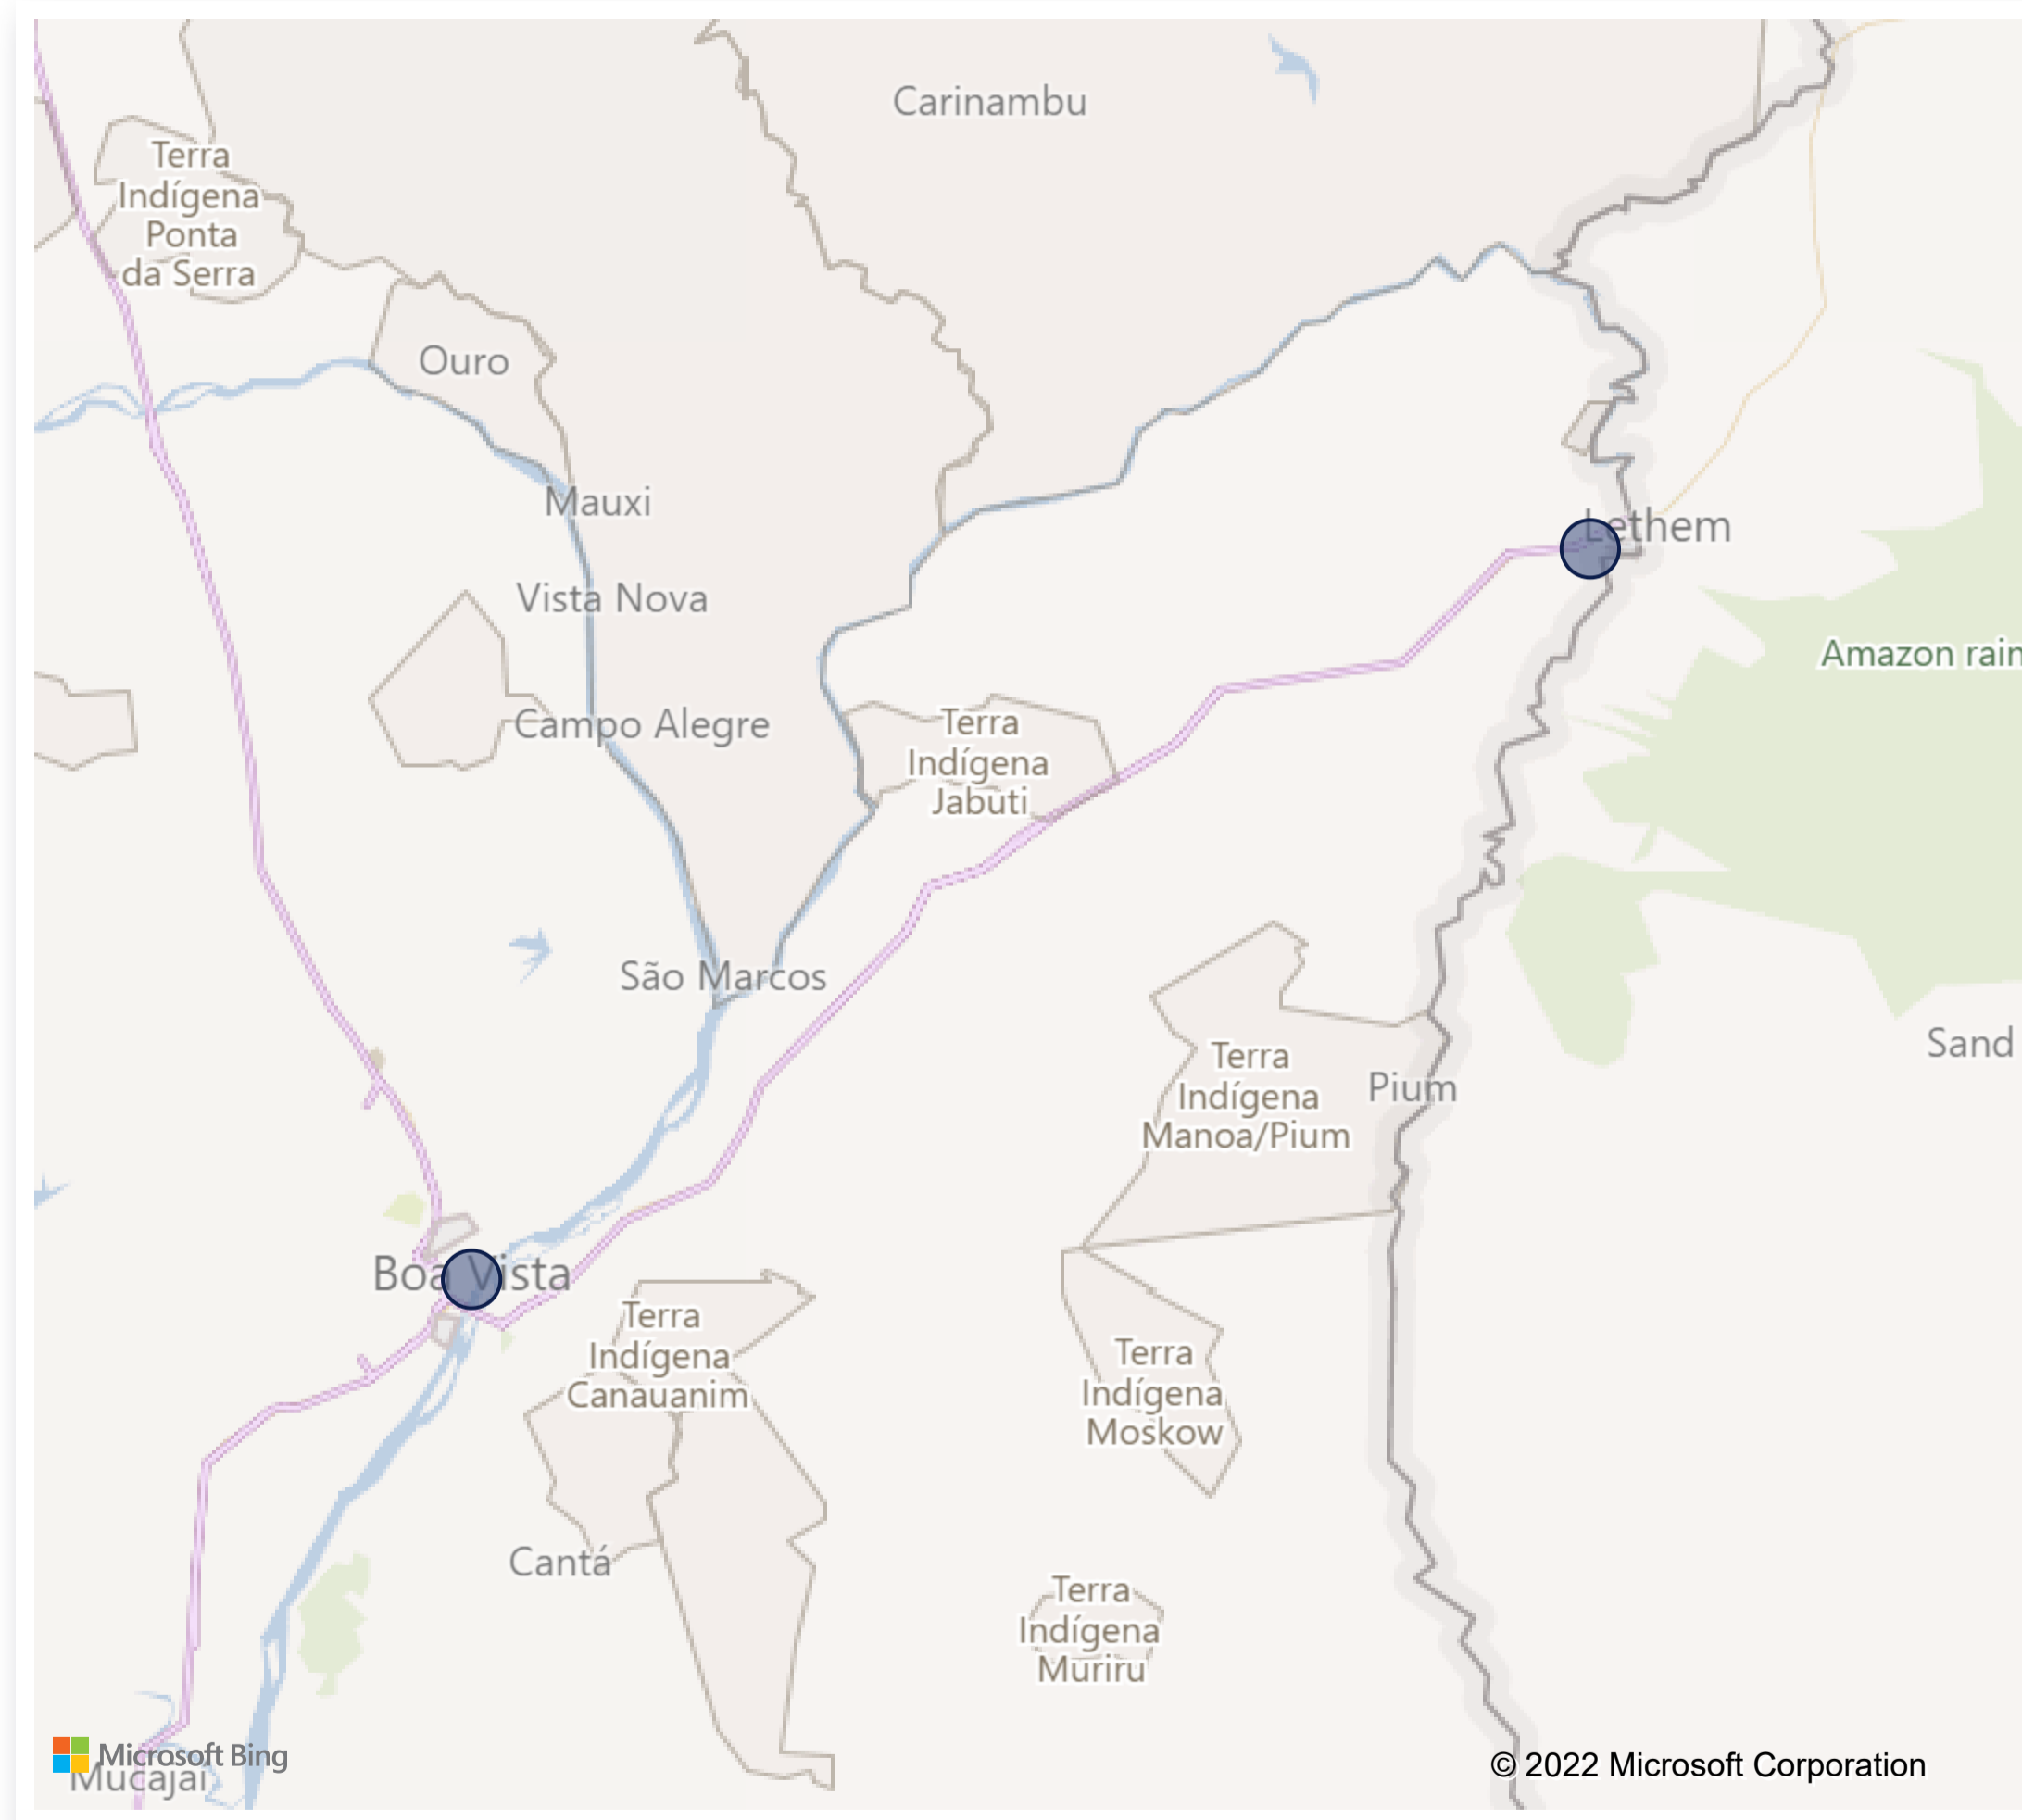 Carinambu
Terra
Indígena
Ponta
da Serra
Ouro
Mauxi
Lethem
Vista Nova
Amazon rain
Campo Alegre
Terra
Indígena
Jabuti
São Marcos
Sand
Terra
Indígena
Manoa/Pium
Pium
Boa Vista
Terra
Indígena
Canauanim
Terra
Indígena
Moskow
Cantá
Terra
Indígena
Muriru
Microsoft Bing
Mucajaí
© 2022 Microsoft Corporation